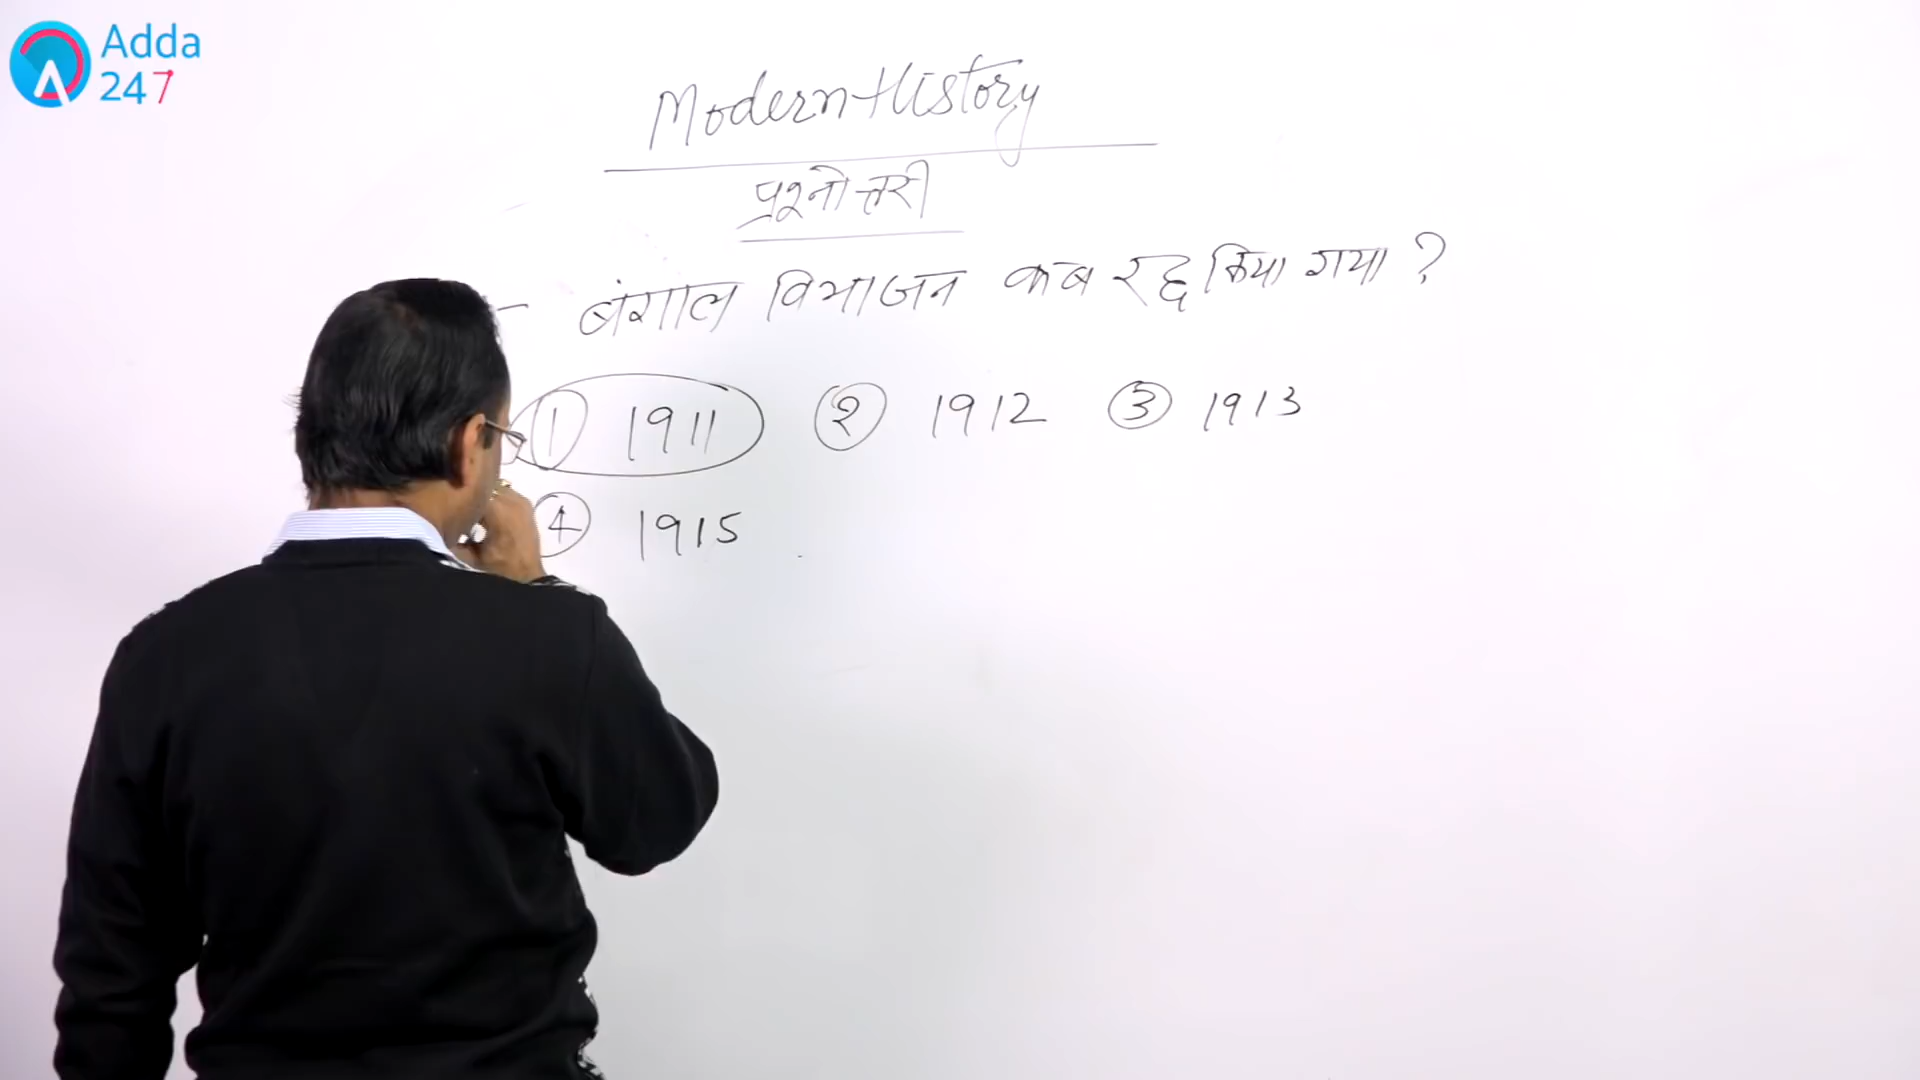 Adda
247
Modern History
प्रश्नोत्तरी
- बंगाल विभाजन कब रद्द किया गया ?
① 1911 ② 1912 ③ 1913
④ 1915